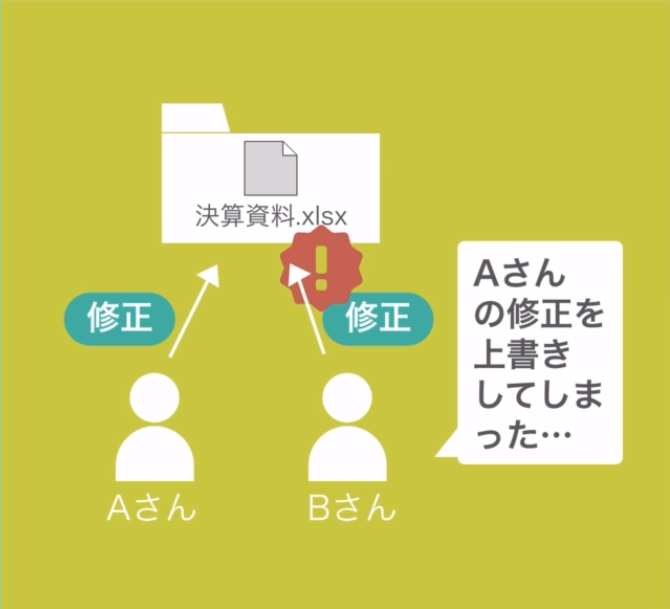 決算資料.xlsx
修正
修正
Aさん
の修正を
上書き
してしま
った…
Aさん
Bさん